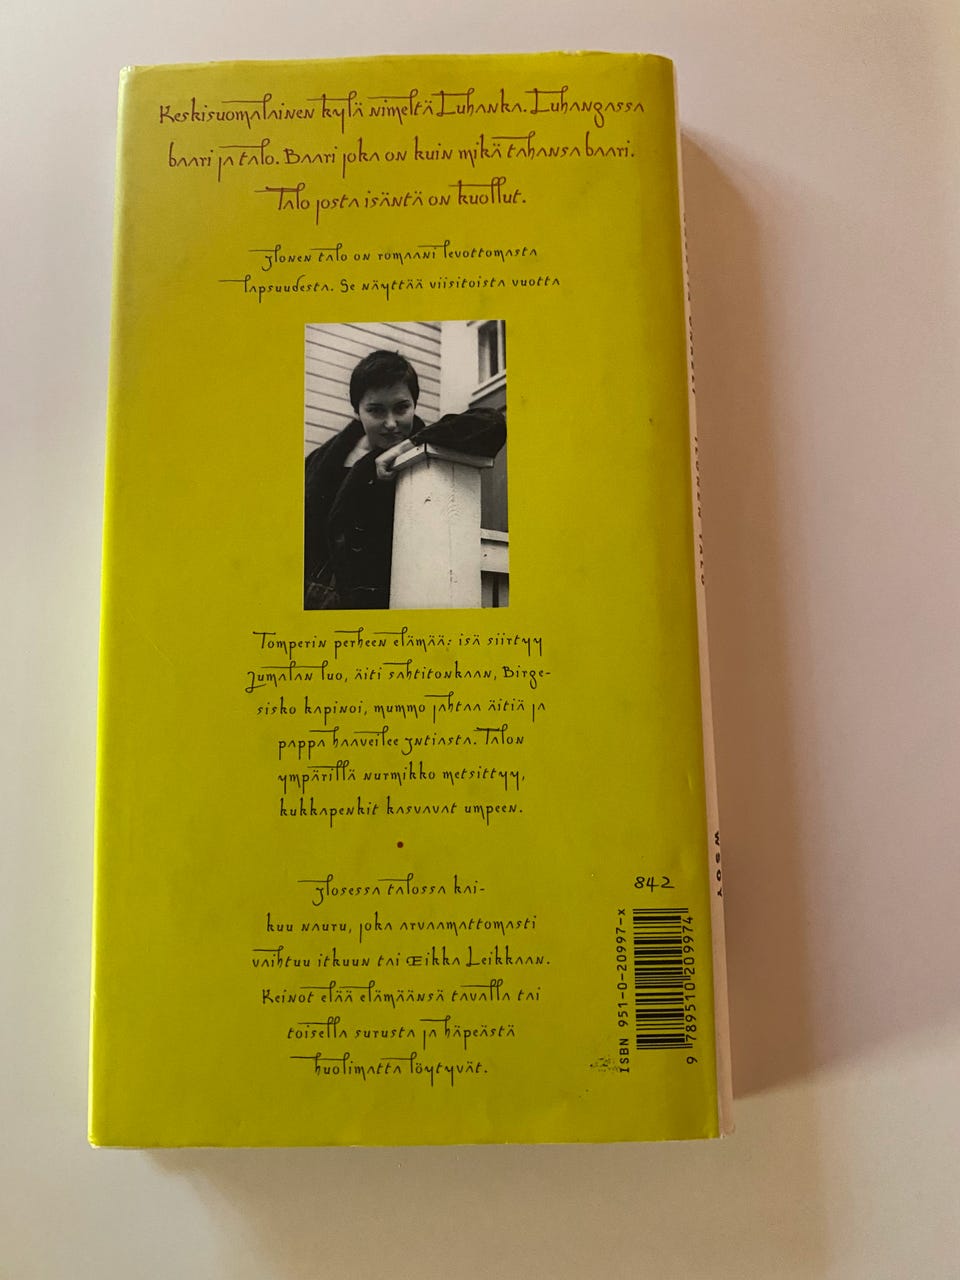 Keskisuomalainen kylä nimeltä Luhanka. Luhangassa
baari ja talo. Baari joka on kuin mikä tahansa baari.
Talo josta isäntä on kuollut.
Ilonen talo on romaani levottomasta
lapsuudesta. Se näyttää viisitoista vuotta
Tomperin perheen elämää: isä siirtyy
Jumalan luo, äiti sahtitonkaan, Birge-
sisko kapinoi, mummo jahtaa äitiä ja
pappa haaveilee Intiasta. Talon
ympärillä nurmikko metsittyy,
kukkapenkit kasvavat umpeen.
•
Ilosessa talossa kai-
kuu nauru, joka arvaamattomasti
vaihtuu itkuun tai Œikka Leikkaan.
Keinot elää elämäänsä tavalla tai
toisella surusta ja häpeästä
huolimatta löytyvät.
842
ISBN 951-0-20997-X
9 789510 209974
ILONEN TALO
WSOY